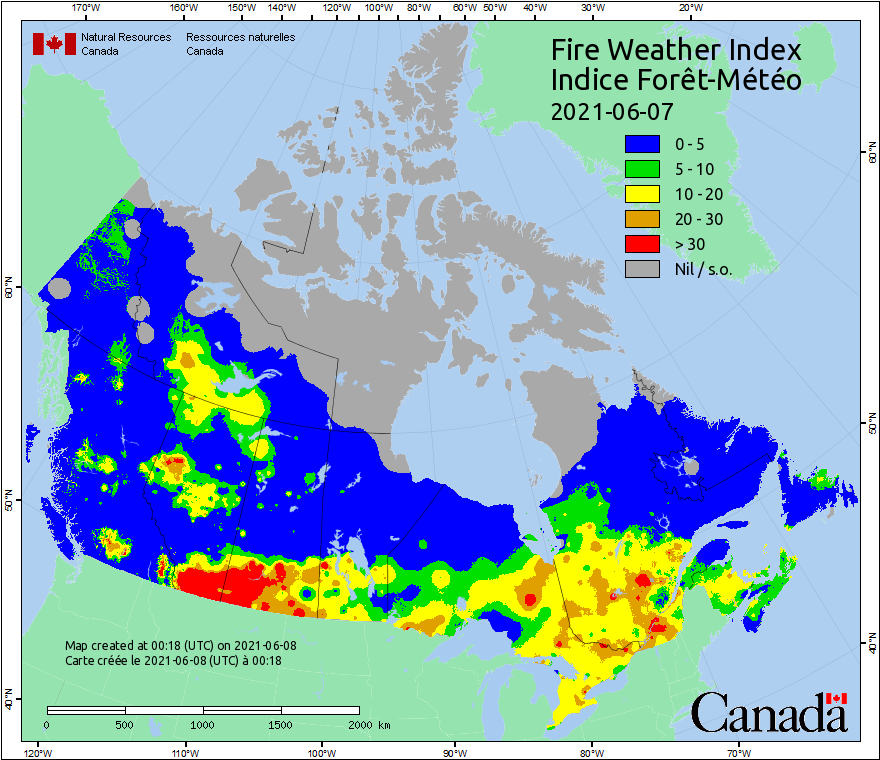 170°W 160°W 150°W 140°W 130°W 120°W 110°W 100°W 90°W 80°W 70°W 60°W 50°W 40°W 30°W 20°W
Natural Resources Ressources naturelles
Canada Canada
Fire Weather Index
Indice Forêt-Météo
2021-06-07
0 - 5
5 - 10
10 - 20
20 - 30
> 30
Nil / s.o.
60°N
60°N
50°N
50°N
40°N
40°N
Map created at 00:18 (UTC) on 2021-06-08
Carte créée le 2021-06-08 (UTC) à 00:18
0 500 1000 1500 2000 km
Canada
120°W 110°W 100°W 90°W 80°W 70°W